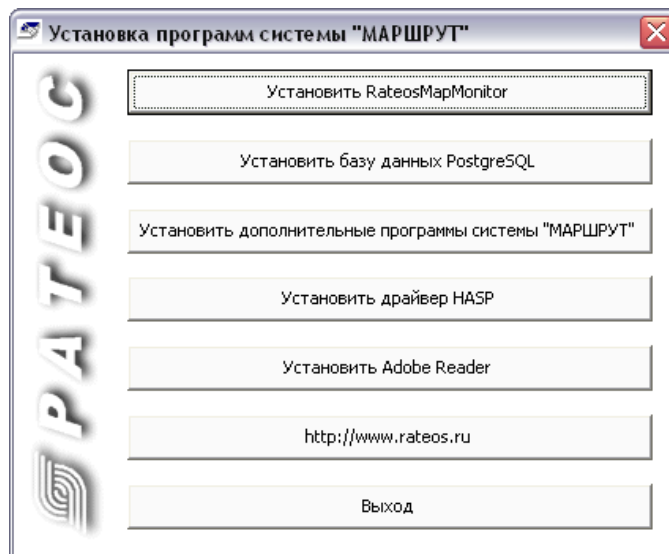 Установка программ системы "МАРШРУТ"
РАТЕОС
Установить RateosMapMonitor
Установить базу данных PostgreSQL
Установить дополнительные программы системы "МАРШРУТ"
Установить драйвер HASP
Установить Adobe Reader
http://www.rateos.ru
Выход